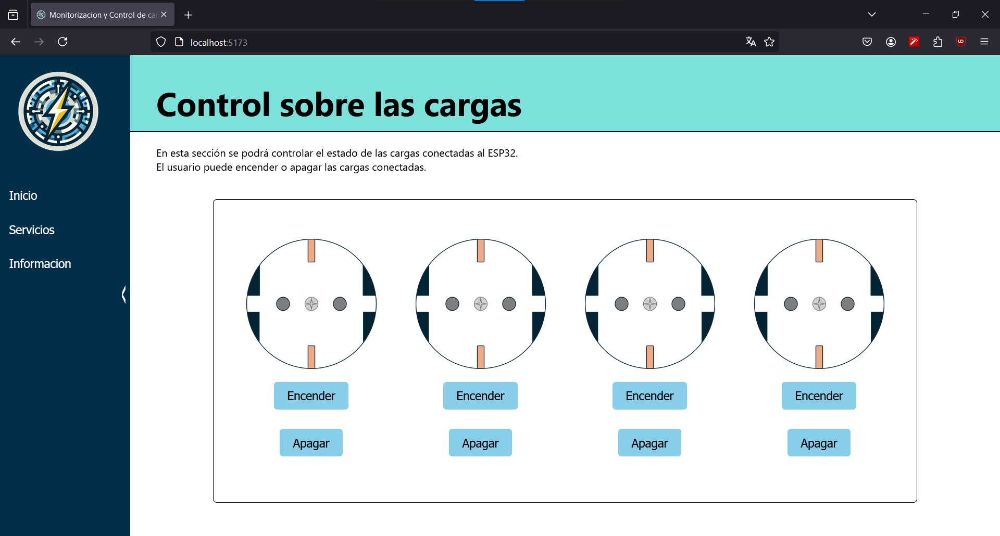 Monitorizacion y Control de car
localhost:5173
Control sobre las cargas
En esta sección se podrá controlar el estado de las cargas conectadas al ESP32.
El usuario puede encender o apagar las cargas conectadas.
Inicio
Servicios
Informacion
Encender
Encender
Encender
Encender
Apagar
Apagar
Apagar
Apagar